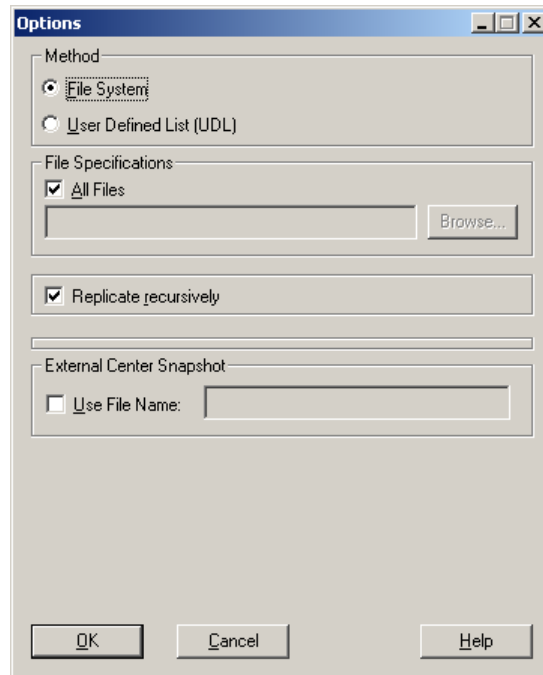 Options
Method
File System
User Defined List (UDL)
File Specifications
All Files
Browse...
Replicate recursively
External Center Snapshot
Use File Name:
OK
Cancel
Help